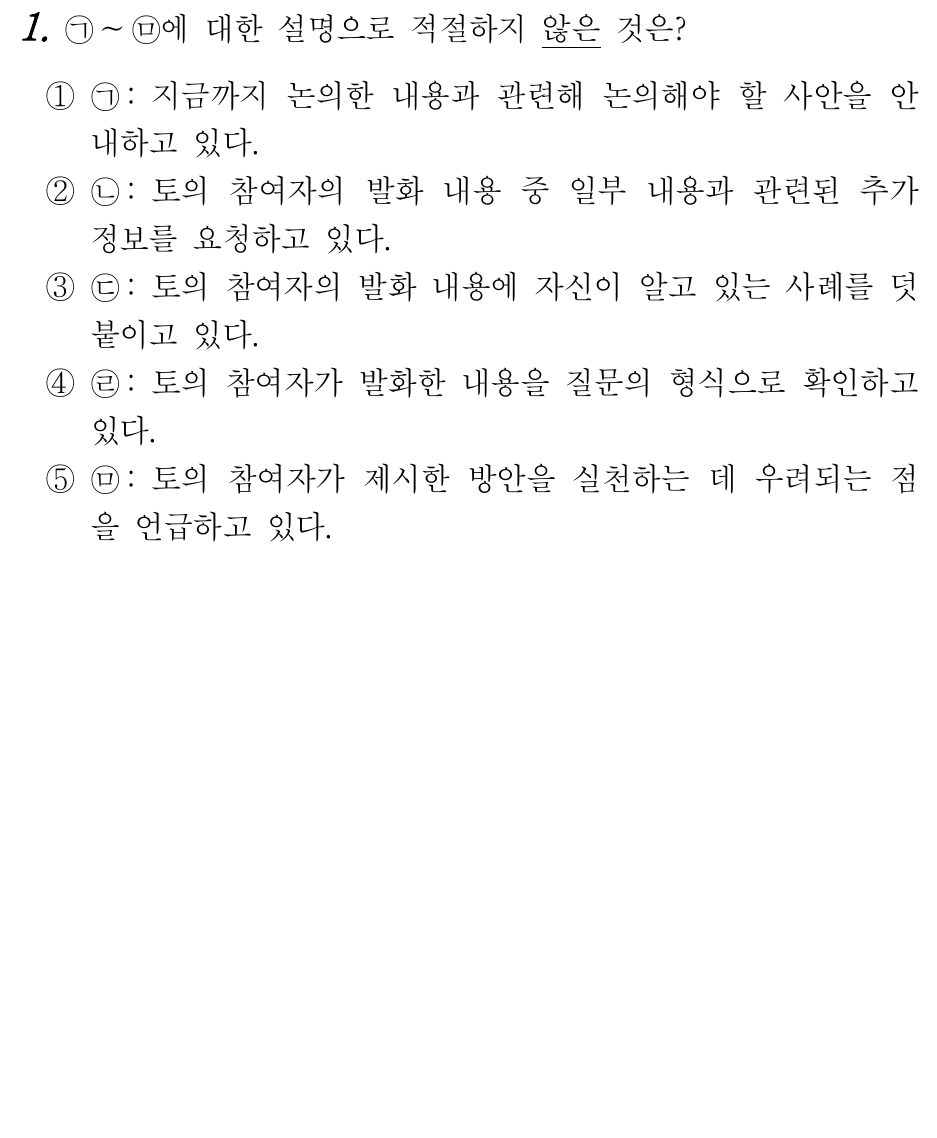 1. ㉠~㉤에 대한 설명으로 적절하지 않은 것은?
① ㉠: 지금까지 논의한 내용과 관련해 논의해야 할 사안을 안
내하고 있다.
② ㉡: 토의 참여자의 발화 내용 중 일부 내용과 관련된 추가
정보를 요청하고 있다.
③ ㉢: 토의 참여자의 발화 내용에 자신이 알고 있는 사례를 덧
붙이고 있다.
④ ㉣: 토의 참여자가 발화한 내용을 질문의 형식으로 확인하고
있다.
⑤ ㉤: 토의 참여자가 제시한 방안을 실천하는 데 우려되는 점
을 언급하고 있다.